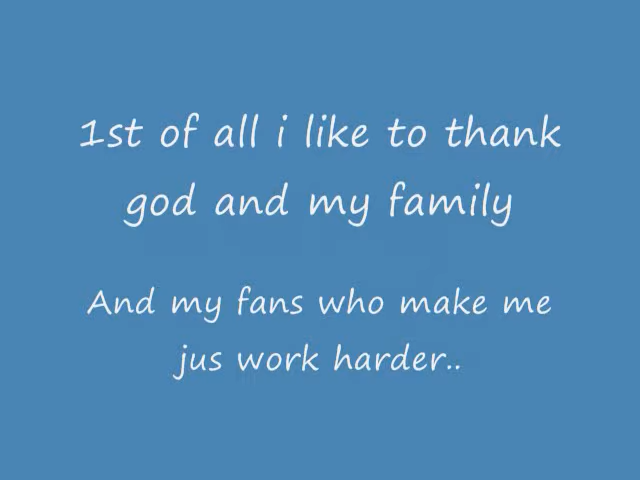 1st of all i like to thank
god and my family
And my fans who make me
jus work harder..